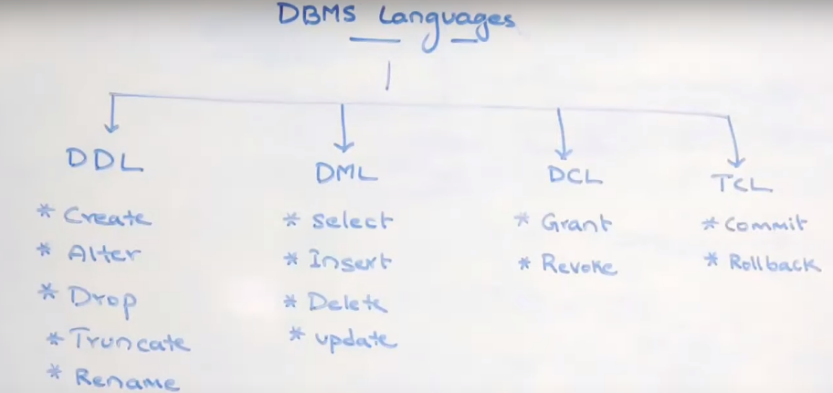 DBMS Languages
DDL
* Create
* Alter
* Drop
* Truncate
* Rename
DML
* Select
* Insert
* Delete
* update
DCL
* Grant
* Revoke
TCL
* Commit
* Rollback